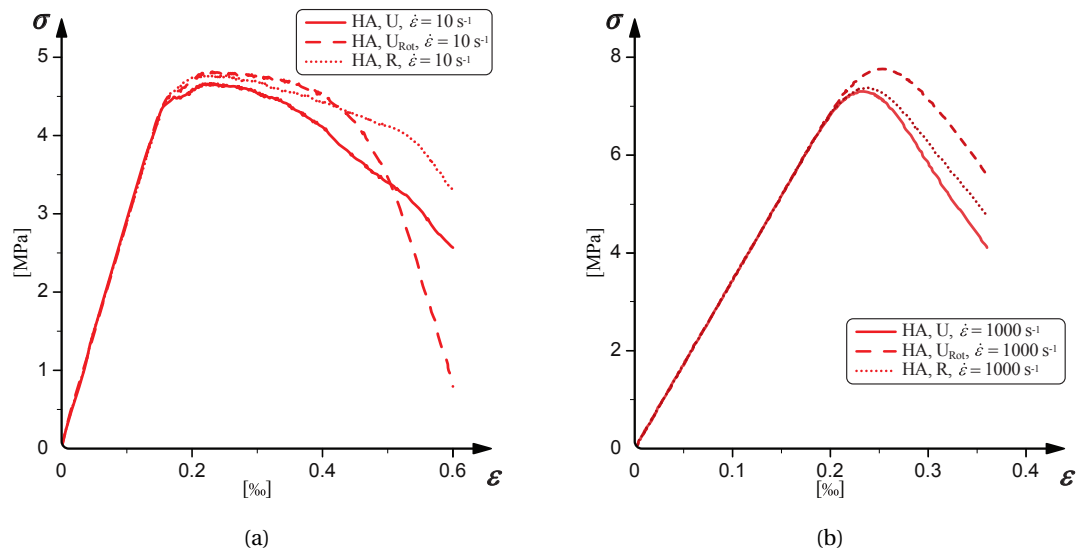 σ
HA, U, ε̇ = 10 s⁻¹
HA, U_Rot, ε̇ = 10 s⁻¹
HA, R, ε̇ = 10 s⁻¹
5
4
3
2
1
0
[MPa]
0
0.2
0.4
0.6
[‰]
ε
(a)
σ
8
6
4
2
0
[MPa]
HA, U, ε̇ = 1000 s⁻¹
HA, U_Rot, ε̇ = 1000 s⁻¹
HA, R, ε̇ = 1000 s⁻¹
0
0.1
0.2
0.3
0.4
[‰]
ε
(b)